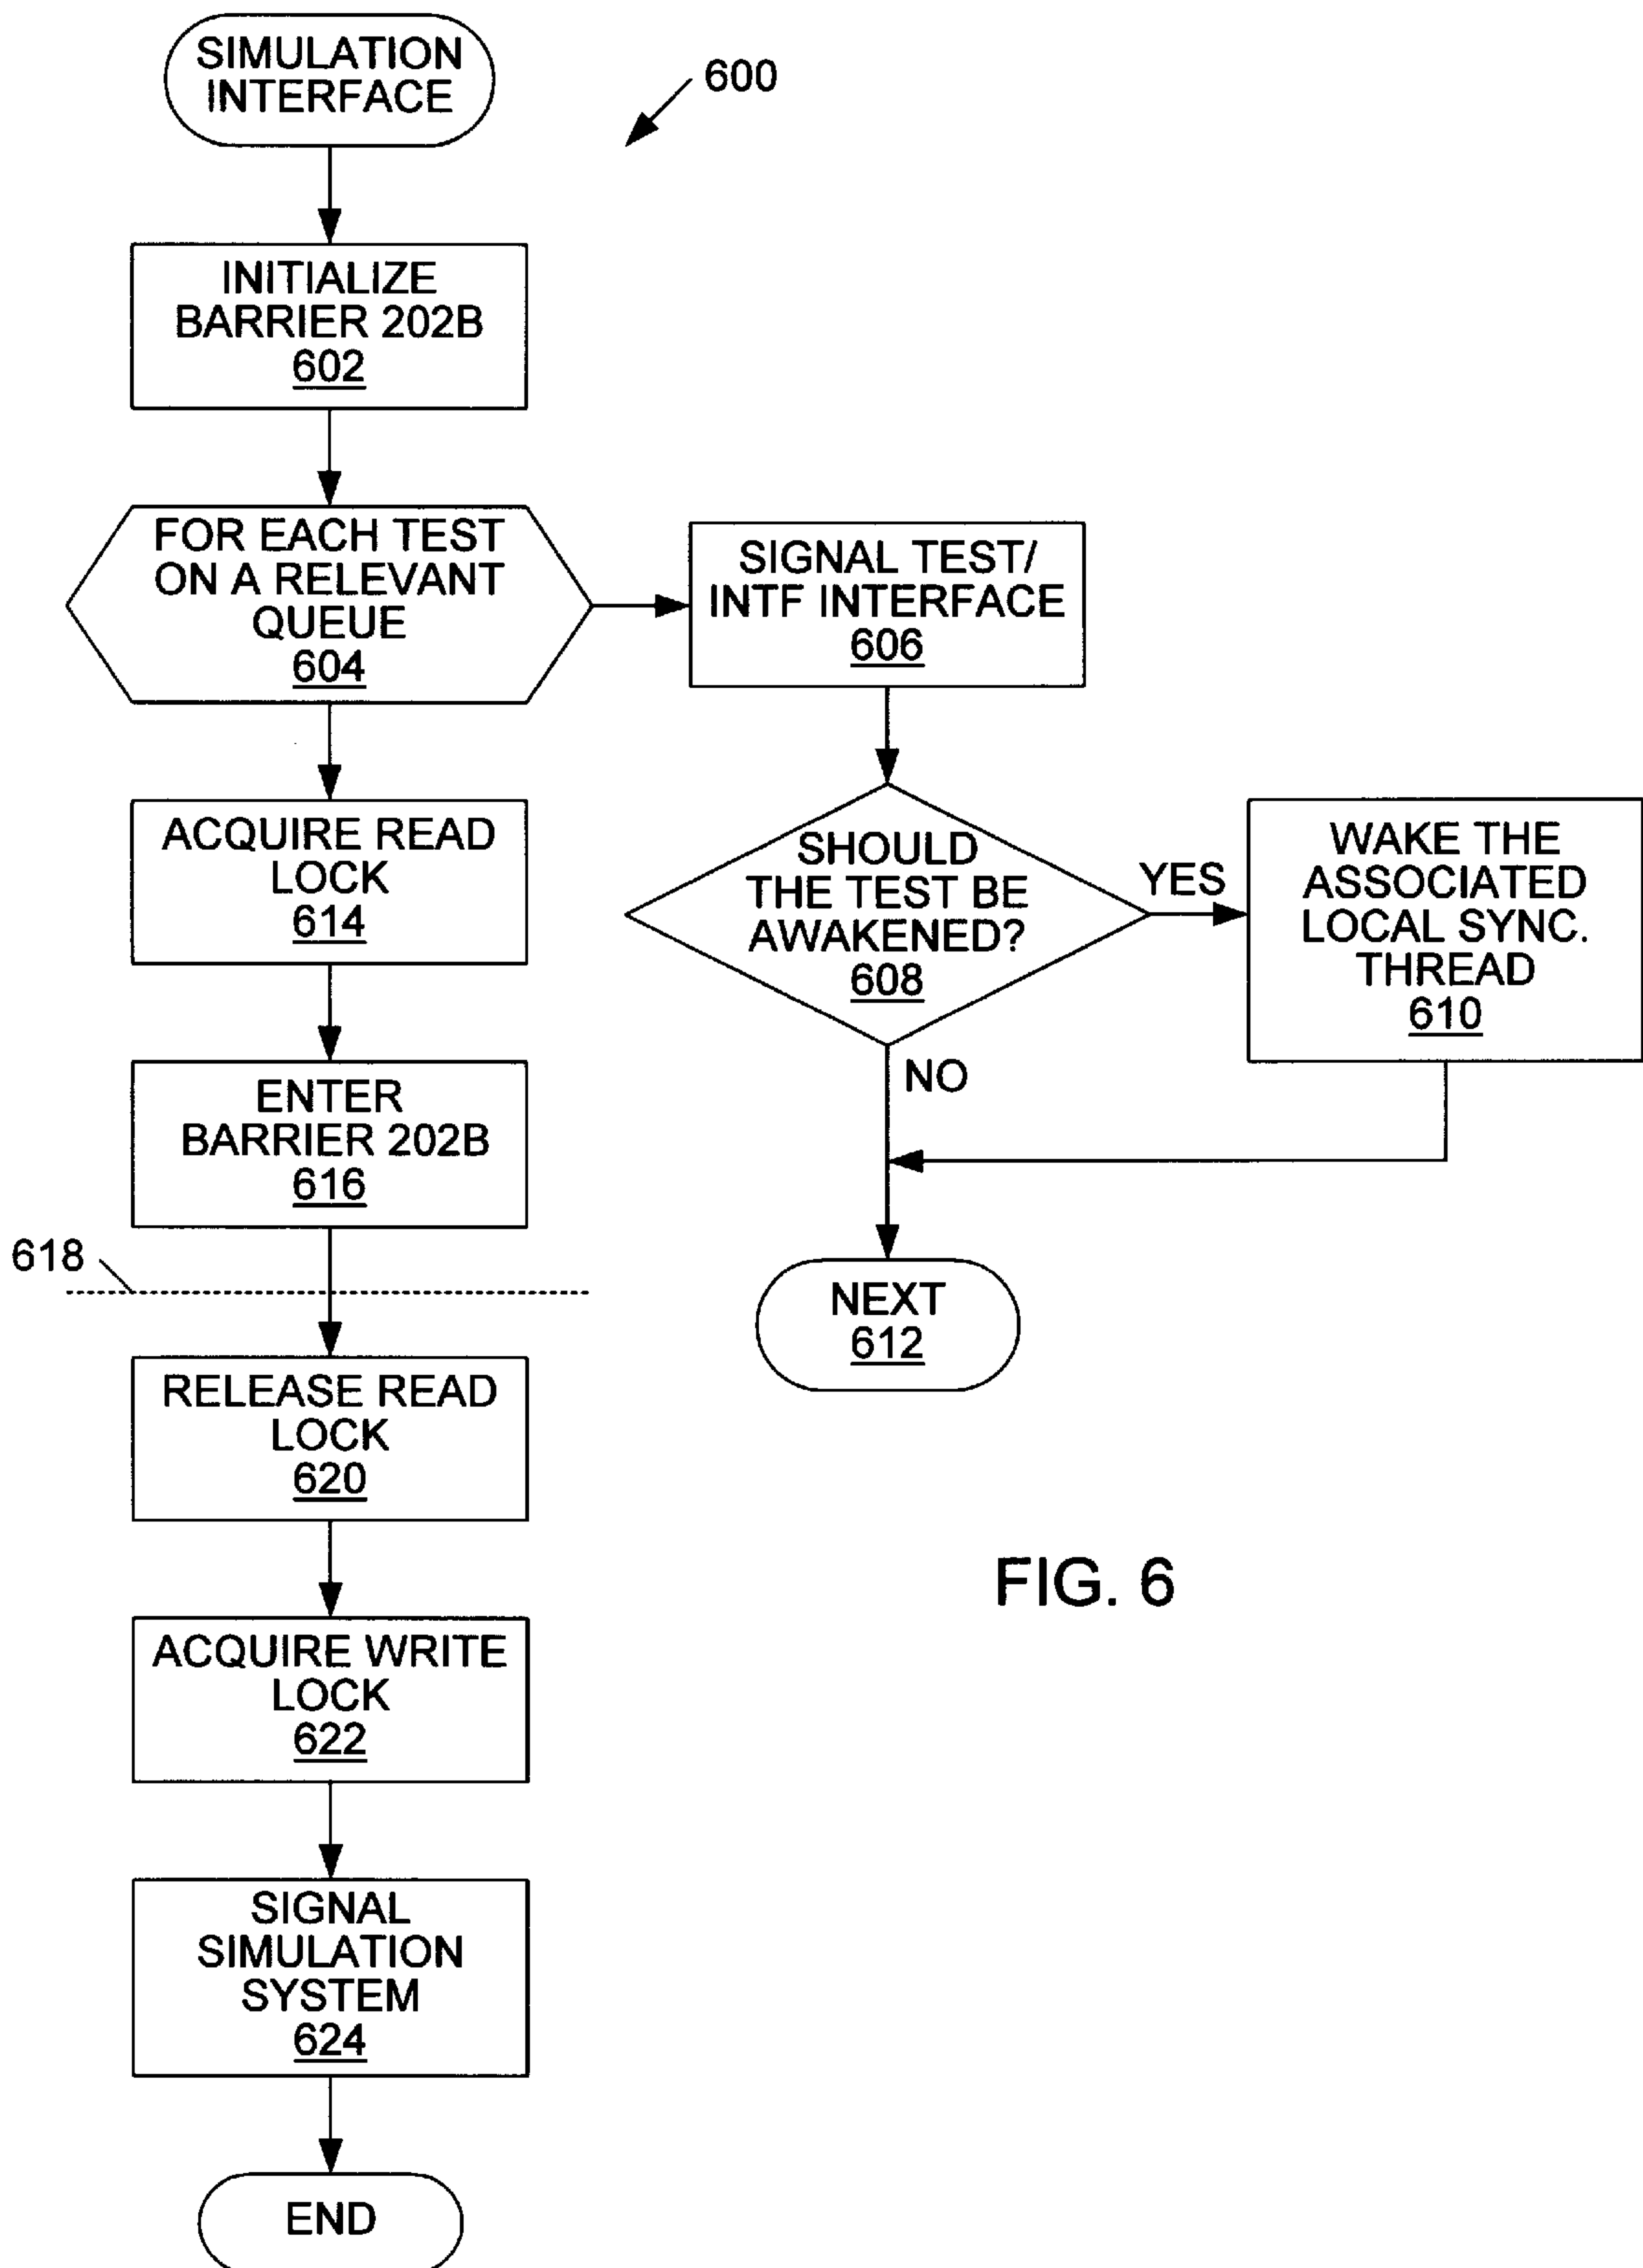 SIMULATION
INTERFACE
600
INITIALIZE
BARRIER 202B
602
FOR EACH TEST
ON A RELEVANT
QUEUE
604
SIGNAL TEST/
INTF INTERFACE
606
SHOULD
THE TEST BE
AWAKENED?
608
YES
WAKE THE
ASSOCIATED
LOCAL SYNC.
THREAD
610
NO
NEXT
612
ACQUIRE READ
LOCK
614
ENTER
BARRIER 202B
616
618
RELEASE READ
LOCK
620
ACQUIRE WRITE
LOCK
622
SIGNAL
SIMULATION
SYSTEM
624
END
FIG. 6